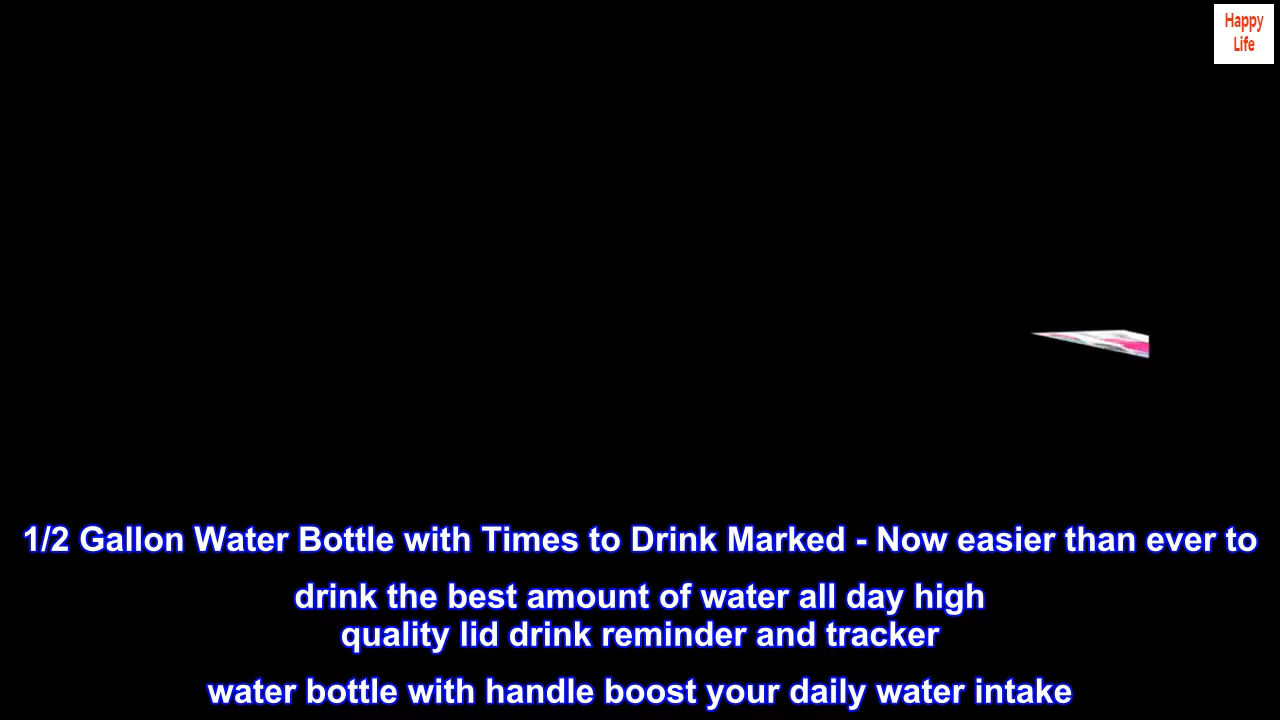 Happy
Life
1/2 Gallon Water Bottle with Times to Drink Marked - Now easier than ever to
drink the best amount of water all day high
quality lid drink reminder and tracker
water bottle with handle boost your daily water intake